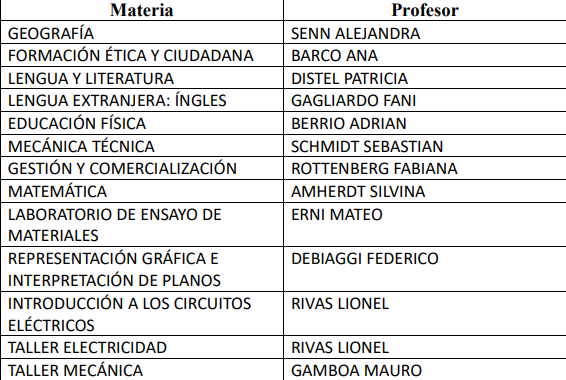 Materia Profesor
GEOGRAFÍA SENN ALEJANDRA
FORMACIÓN ÉTICA Y CIUDADANA BARCO ANA
LENGUA Y LITERATURA DISTEL PATRICIA
LENGUA EXTRANJERA: ÍNGLES GAGLIARDO FANI
EDUCACIÓN FÍSICA BERRIO ADRIAN
MECÁNICA TÉCNICA SCHMIDT SEBASTIAN
GESTIÓN Y COMERCIALIZACIÓN ROTTENBERG FABIANA
MATEMÁTICA AMHERDT SILVINA
LABORATORIO DE ENSAYO DE ERNI MATEO
MATERIALES
REPRESENTACIÓN GRÁFICA E DEBIAGGI FEDERICO
INTERPRETACIÓN DE PLANOS
INTRODUCCIÓN A LOS CIRCUITOS RIVAS LIONEL
ELÉCTRICOS
TALLER ELECTRICIDAD RIVAS LIONEL
TALLER MECÁNICA GAMBOA MAURO